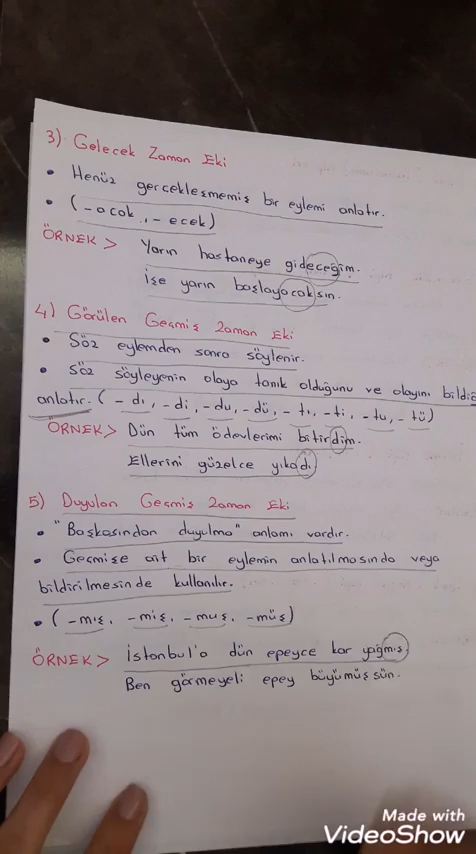 3) Gelecek Zaman Eki
• Henüz gerçekleşmemiş bir eylemi anlatır.
• (-acak, -ecek)
ÖRNEK > Yarın hastaneye gideceğim.
İşe yarın başlayacaksın.
4) Görülen Geçmiş Zaman Eki
• Söz eylemden sonra söylenir.
• Söz söyleyenin olaya tanık olduğunu ve olayını
anlatır. (-dı, -di, -du, -dü, -tı, -ti, -tu, -tü)
ÖRNEK > Dün tüm ödevlerimi bitirdim.
Ellerini güzelce yıkadı.
5) Duyulan Geçmiş Zaman Eki
• "Başkasından duyulma" anlamı vardır.
• Geçmişe ait bir eylemin anlatılmasında veya
bildirilmesinde kullanılır.
• (-mış, -miş, -muş, -müş)
ÖRNEK > İstanbul'a dün epeyce kar yağmış.
Ben görmeyeli epey büyümüşsün.
Made with
VideoShow